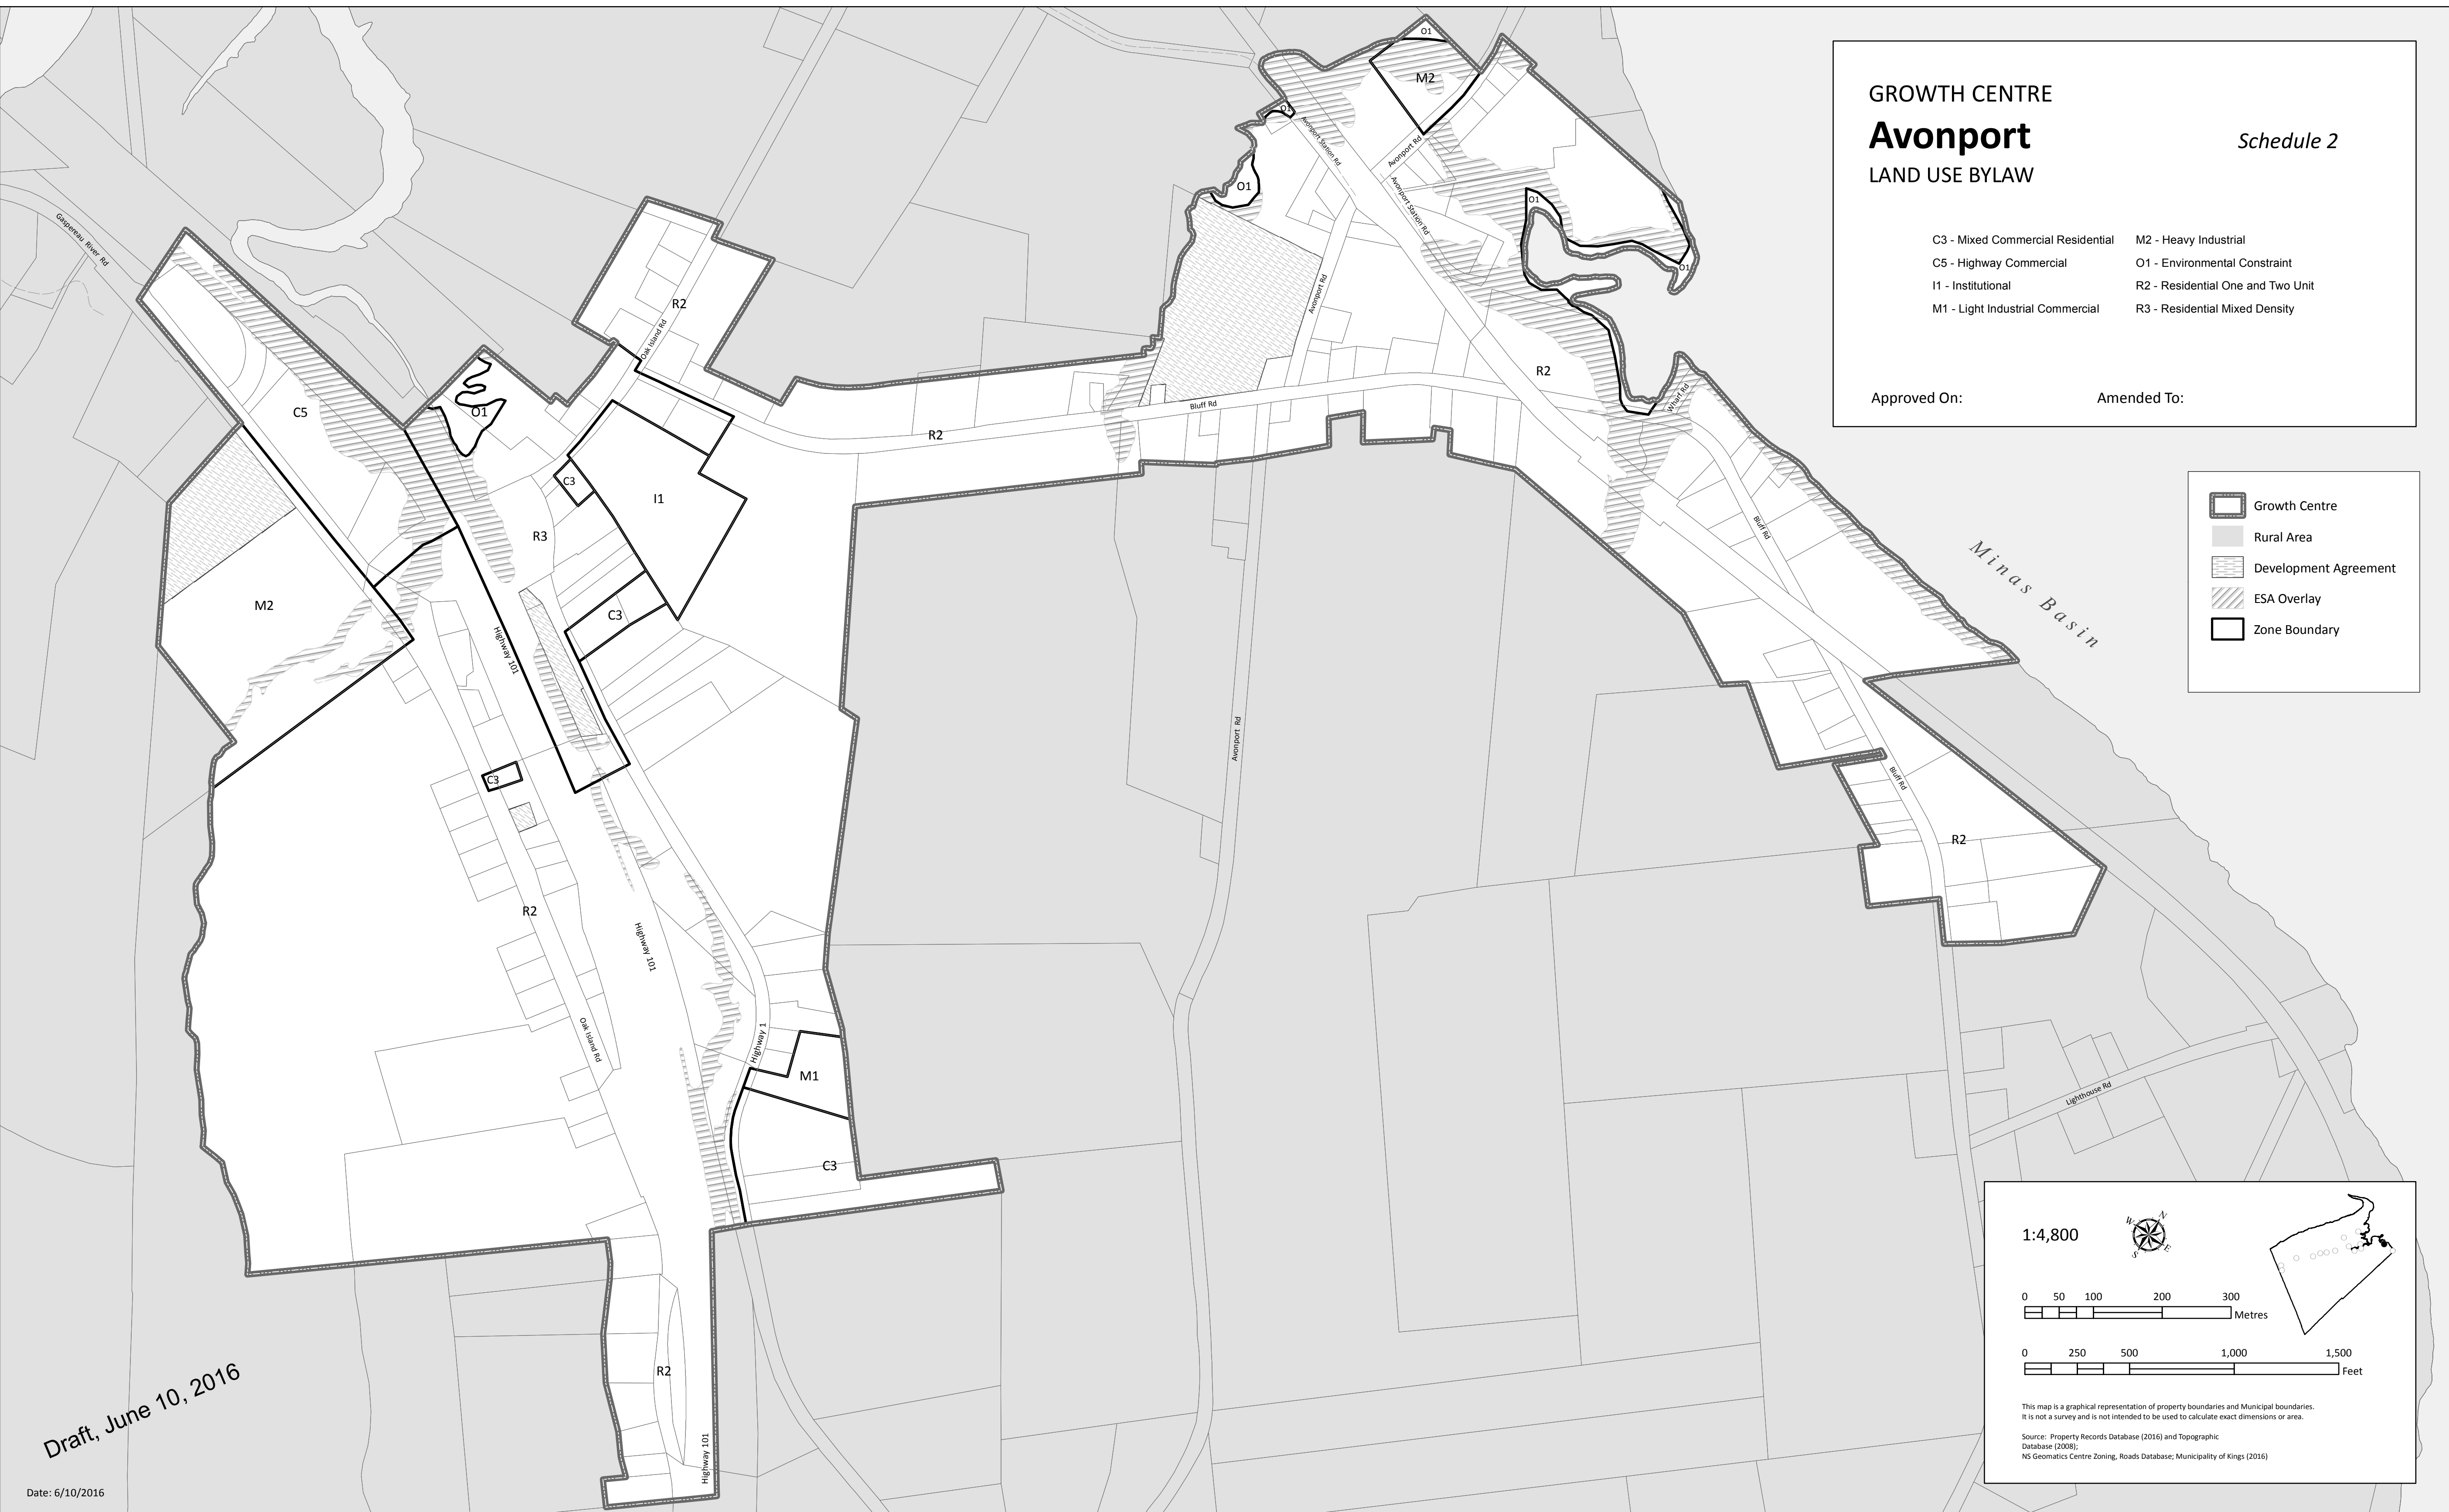 GROWTH CENTRE
Avonport
Schedule 2
LAND USE BYLAW
C3 - Mixed Commercial Residential
C5 - Highway Commercial
I1 - Institutional
M1 - Light Industrial Commercial
M2 - Heavy Industrial
O1 - Environmental Constraint
R2 - Residential One and Two Unit
R3 - Residential Mixed Density
Approved On:
Amended To:
Growth Centre
Rural Area
Development Agreement
ESA Overlay
Zone Boundary
O1
M2
O1
Avonport Station Rd
Avonport Rd
O1
Avonport Station Rd
O1
O1
Gaspereau River Rd
R2
Oak Island Rd
Avonport Rd
R2
Wharf Rd
C5
O1
Bluff Rd
R2
C3
I1
R3
Bluff Rd
Minas Basin
M2
C3
Highway 101
Avonport Rd
C3
Bluff Rd
R2
R2
Highway 101
Oak Island Rd
Highway 1
M1
Lighthouse Rd
C3
R2
Highway 101
Draft, June 10, 2016
Date: 6/10/2016
1:4,800
N
W
E
S
0 50 100 200 300
Metres
0 250 500 1,000 1,500
Feet
This map is a graphical representation of property boundaries and Municipal boundaries.
It is not a survey and is not intended to be used to calculate exact dimensions or area.
Source: Property Records Database (2016) and Topographic
Database (2008);
NS Geomatics Centre Zoning, Roads Database; Municipality of Kings (2016)